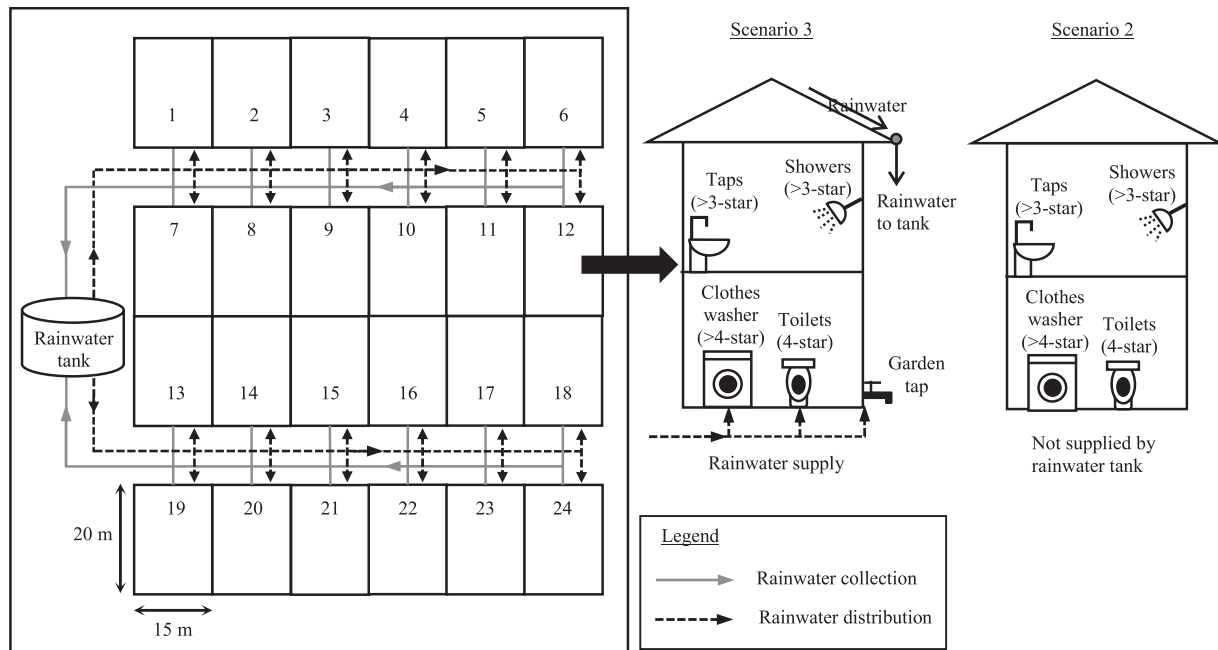 1 2 3 4 5 6
7 8 9 10 11 12
Rainwater
tank
13 14 15 16 17 18
19 20 21 22 23 24
20 m
15 m
Scenario 3
Rainwater
Taps
(>3-star)
Showers
(>3-star)
Rainwater
to tank
Clothes
washer
(>4-star)
Toilets
(4-star)
Garden
tap
Rainwater supply
Scenario 2
Taps
(>3-star)
Showers
(>3-star)
Clothes
washer
(>4-star)
Toilets
(4-star)
Not supplied by
rainwater tank
Legend
Rainwater collection
Rainwater distribution